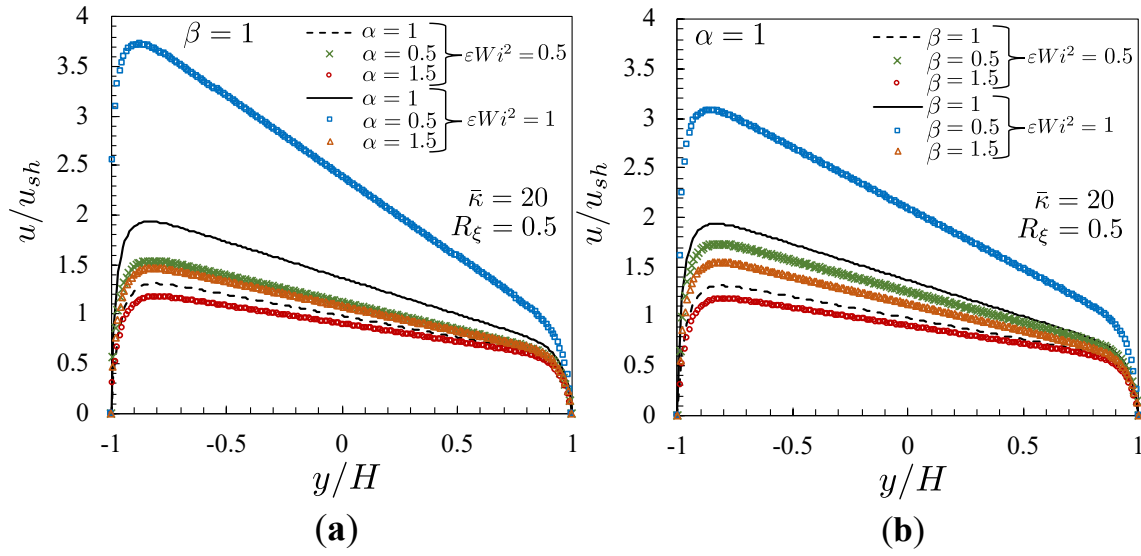 4
3.5
3
2.5
2
1.5
1
0.5
0
u/u_{sh}
β = 1
α = 1
α = 0.5
α = 1.5
εWi² = 0.5
α = 1
α = 0.5
α = 1.5
εWi² = 1
κ̄ = 20
R_ξ = 0.5
-1 -0.5 0 0.5 1
y/H
(a)
4
3.5
3
2.5
2
1.5
1
0.5
0
u/u_{sh}
α = 1
β = 1
β = 0.5
β = 1.5
εWi² = 0.5
β = 1
β = 0.5
β = 1.5
εWi² = 1
κ̄ = 20
R_ξ = 0.5
-1 -0.5 0 0.5 1
y/H
(b)